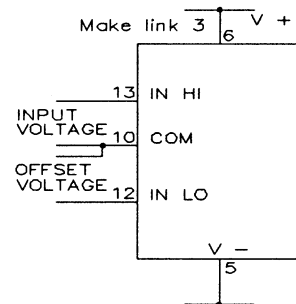 Make link 3
V +
6
13 IN HI
INPUT
VOLTAGE
10 COM
OFFSET
VOLTAGE
12 IN LO
V -
5